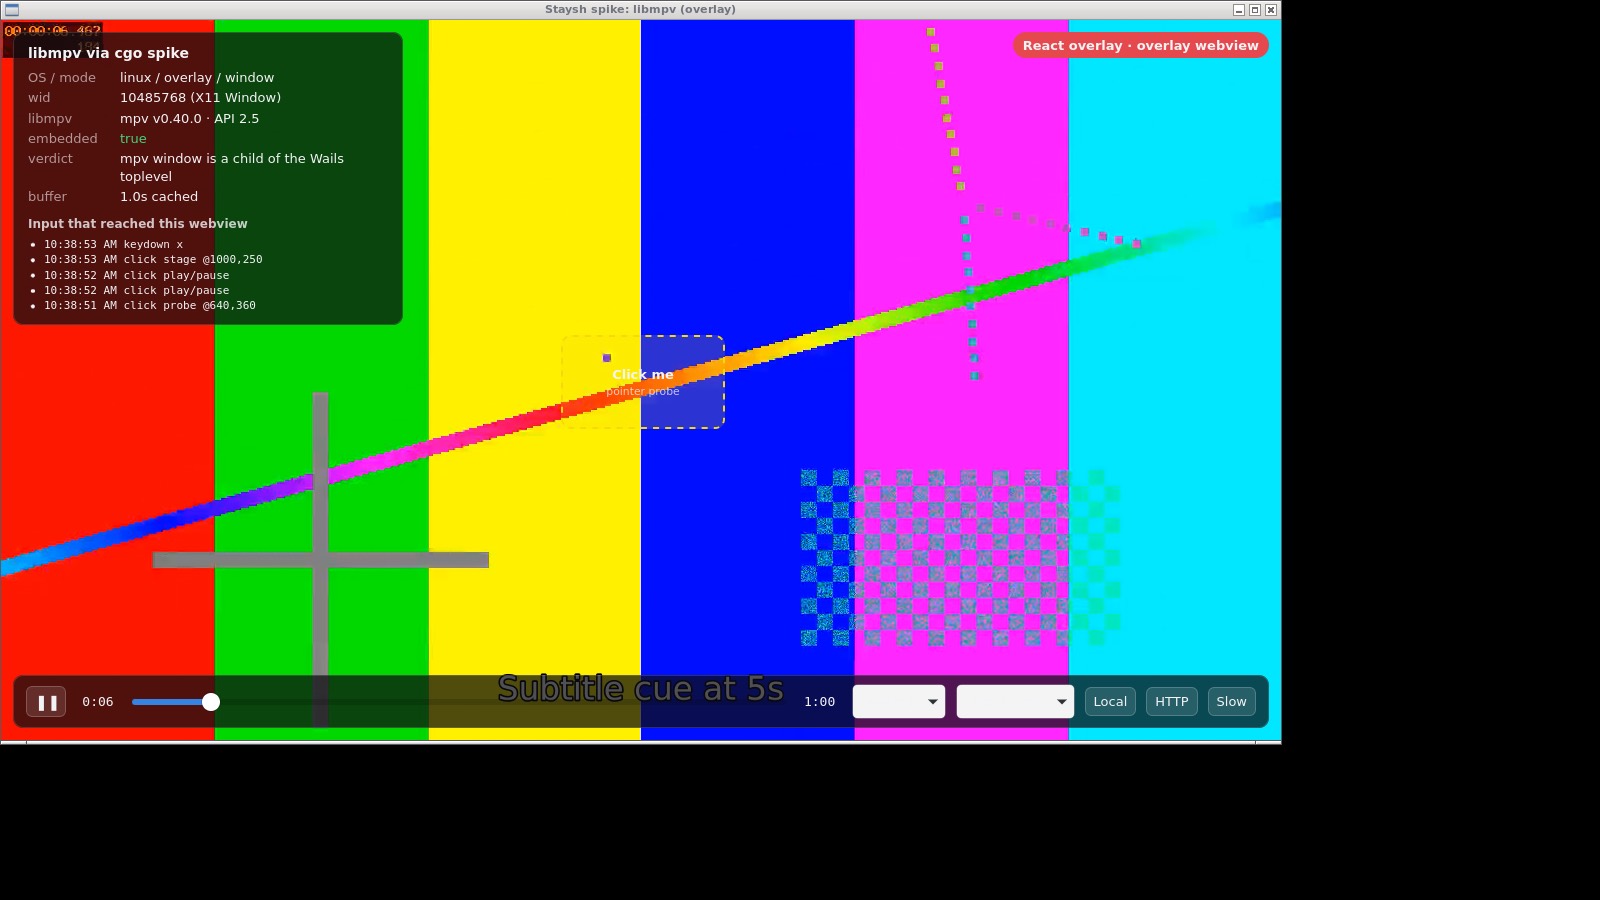 Staysh spike: libmpv (overlay)
00:00:06.467
libmpv via cgo spike
React overlay · overlay webview
OS / mode linux / overlay / window
wid 10485768 (X11 Window)
libmpv mpv v0.40.0 · API 2.5
embedded true
verdict mpv window is a child of the Wails
toplevel
buffer 1.0s cached
Input that reached this webview
• 10:38:53 AM keydown x
• 10:38:53 AM click stage @1000,250
• 10:38:52 AM click play/pause
• 10:38:52 AM click play/pause
• 10:38:51 AM click probe @640,360
Click me
pointer probe
Subtitle cue at 5s
0:06 1:00 Local HTTP Slow